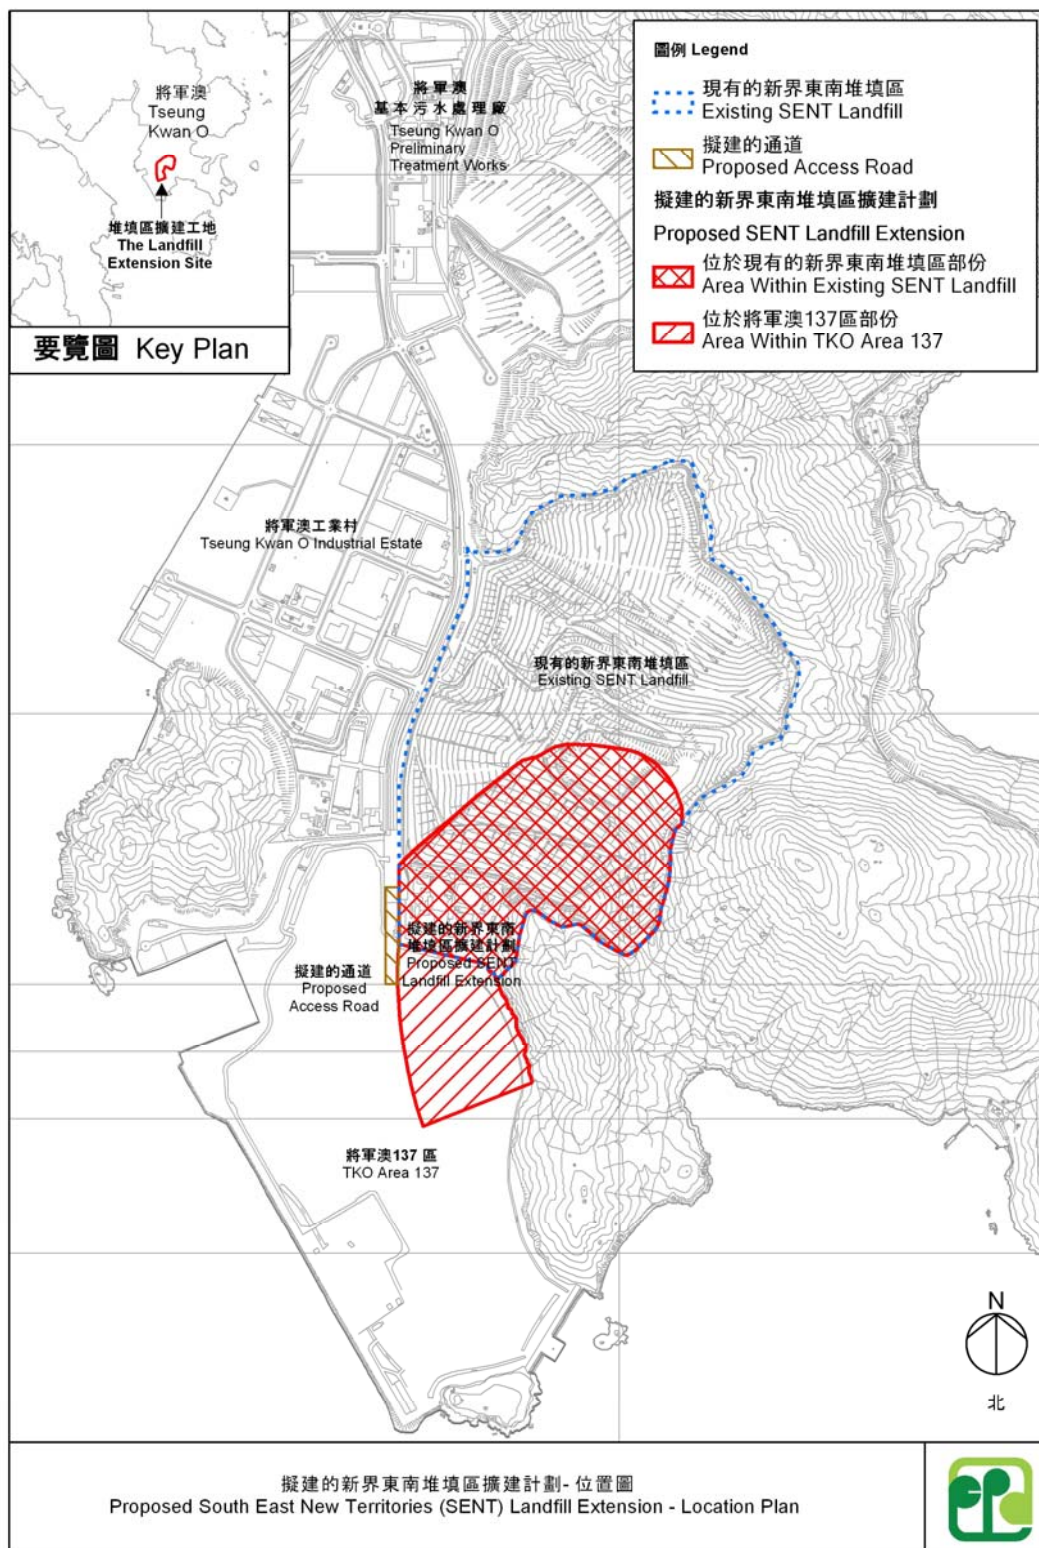 將軍澳
Tseung
Kwan O
堆填區擴建工地
The Landfill
Extension Site
要覽圖 Key Plan
圖例 Legend
現有的新界東南堆填區
Existing SENT Landfill
擬建的通道
Proposed Access Road
擬建的新界東南堆填區擴建計劃
Proposed SENT Landfill Extension
位於現有的新界東南堆填區部份
Area Within Existing SENT Landfill
位於將軍澳137區部份
Area Within TKO Area 137
將軍澳
基本污水處理廠
Tseung Kwan O
Preliminary
Treatment Works
將軍澳工業村
Tseung Kwan O Industrial Estate
現有的新界東南堆填區
Existing SENT Landfill
擬建的新界東南
堆填區擴建計劃
Proposed SENT
Landfill Extension
擬建的通道
Proposed
Access Road
將軍澳137 區
TKO Area 137
N
北
擬建的新界東南堆填區擴建計劃- 位置圖
Proposed South East New Territories (SENT) Landfill Extension - Location Plan